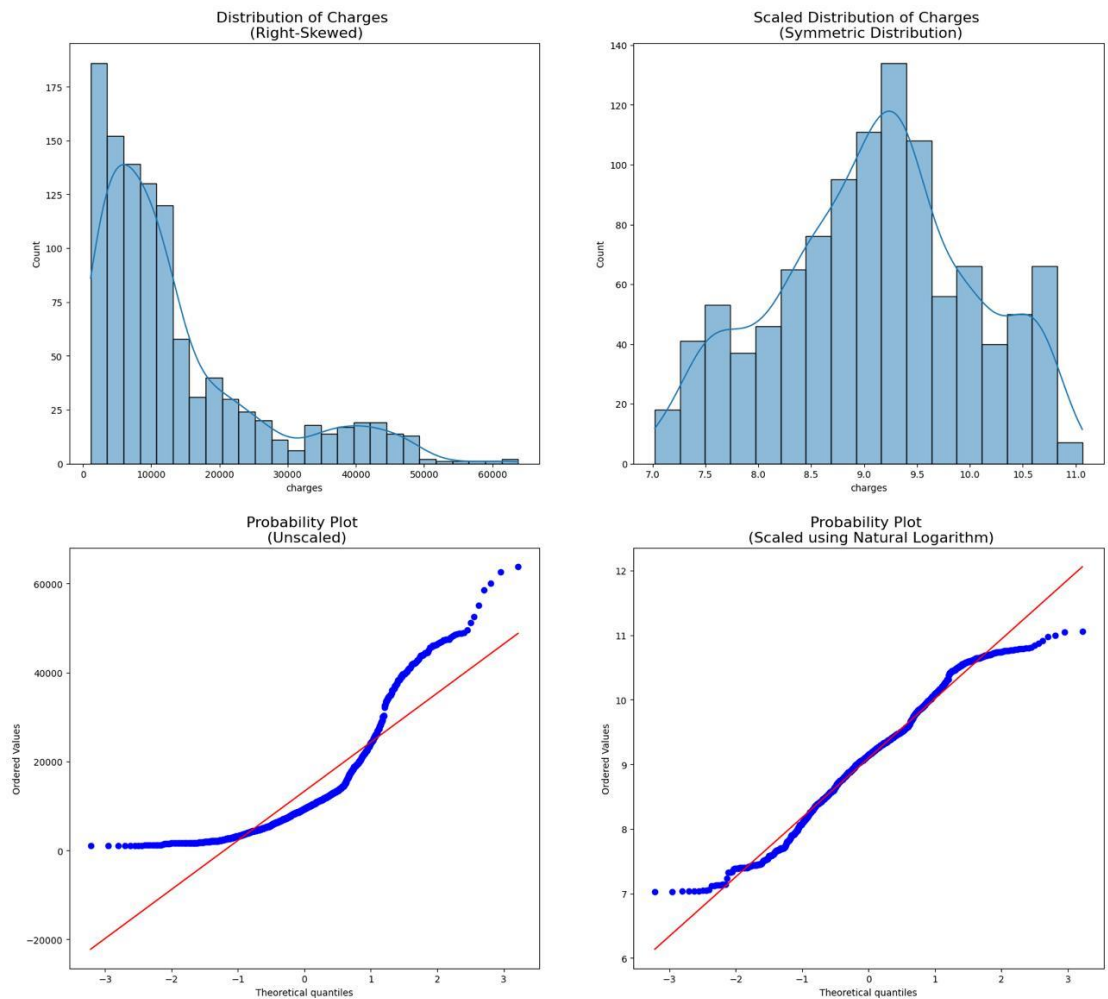 Distribution of Charges
(Right-Skewed)
175
150
125
100
75
50
25
0
Count
0 10000 20000 30000 40000 50000 60000
charges
Scaled Distribution of Charges
(Symmetric Distribution)
140
120
100
80
60
40
20
0
Count
7.0 7.5 8.0 8.5 9.0 9.5 10.0 10.5 11.0
charges
Probability Plot
(Unscaled)
60000
40000
20000
0
−20000
Ordered Values
−3 −2 −1 0 1 2 3
Theoretical quantiles
Probability Plot
(Scaled using Natural Logarithm)
12
11
10
9
8
7
6
Ordered Values
−3 −2 −1 0 1 2 3
Theoretical quantiles